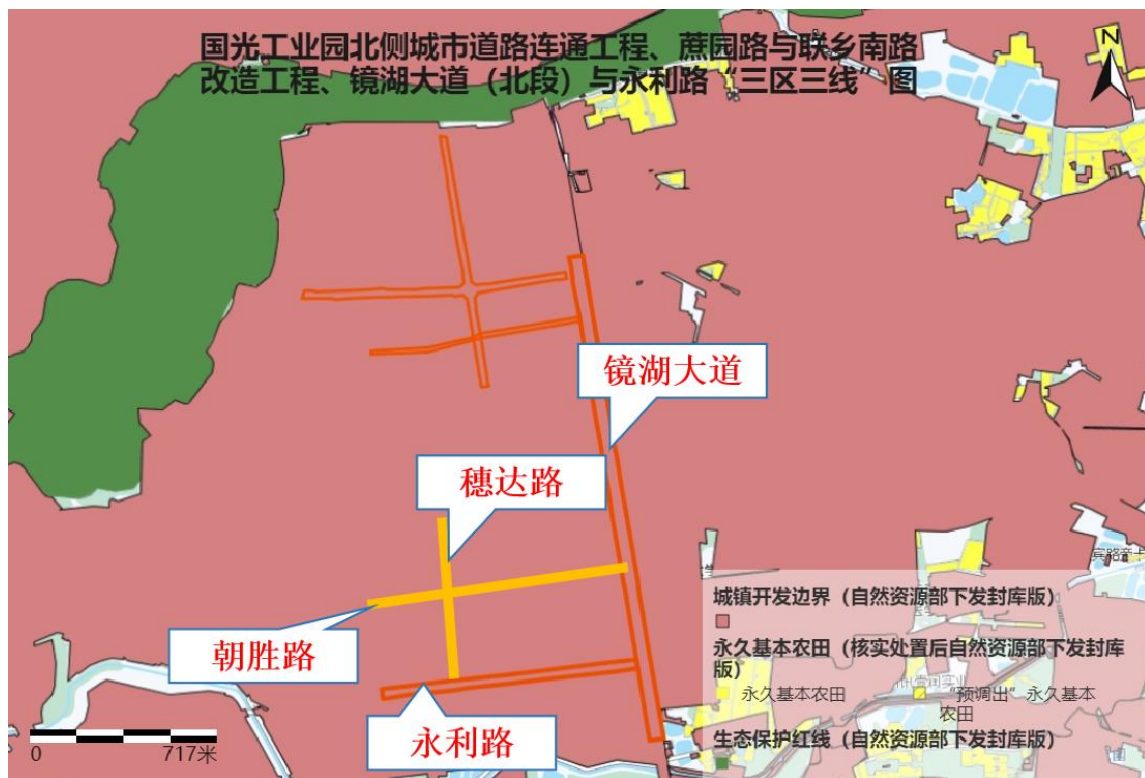 国光工业园北侧城市道路连通工程、蔗园路与联乡南路
改造工程、镜湖大道（北段）与永利路“三区三线”图
N
镜湖大道
穗达路
朝胜路
永利路
宾路帝卡
城镇开发边界（自然资源部下发封库版）
永久基本农田（核实处置后自然资源部下发封库
版）
永久基本农田
“预调出”永久基本
农田
生态保护红线（自然资源部下发封库版）
0
717米